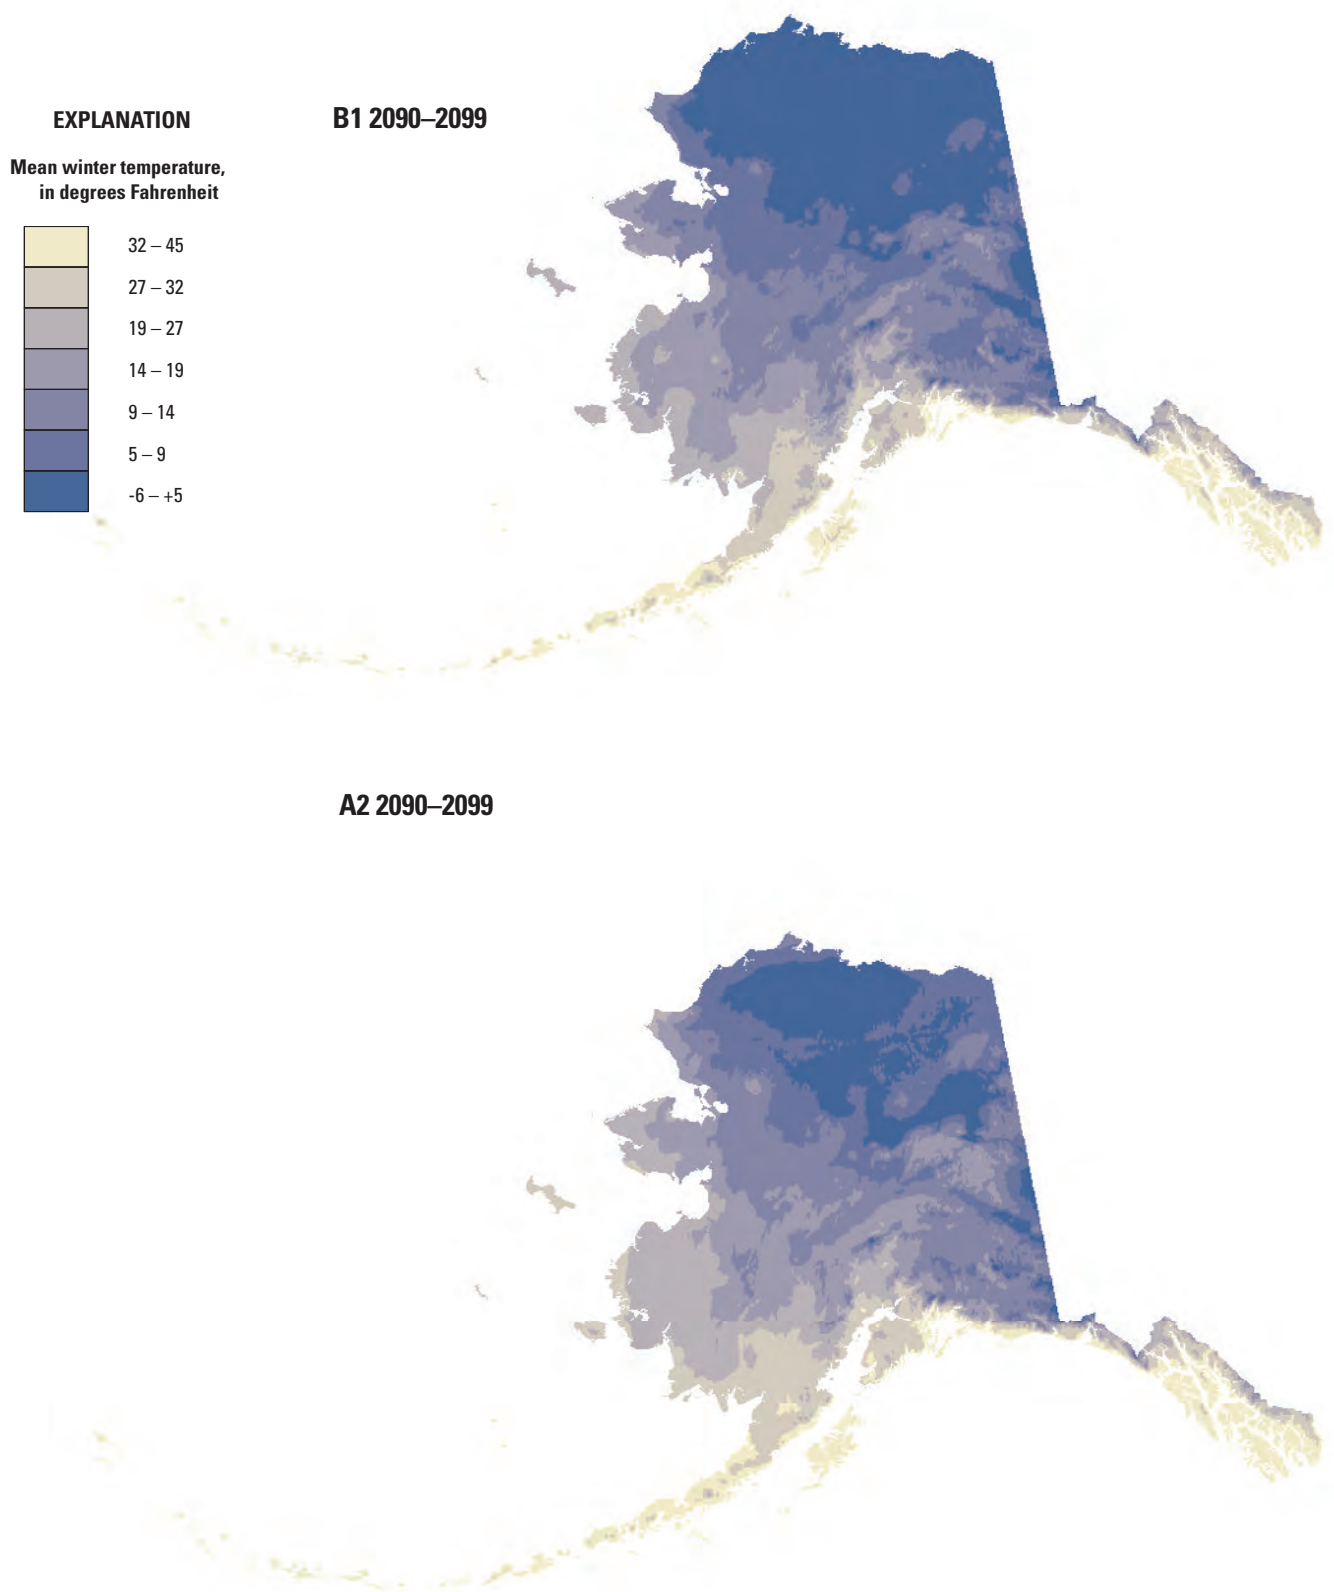 EXPLANATION
Mean winter temperature,
in degrees Fahrenheit
32 – 45
27 – 32
19 – 27
14 – 19
9 – 14
5 – 9
-6 – +5
B1 2090–2099
A2 2090–2099